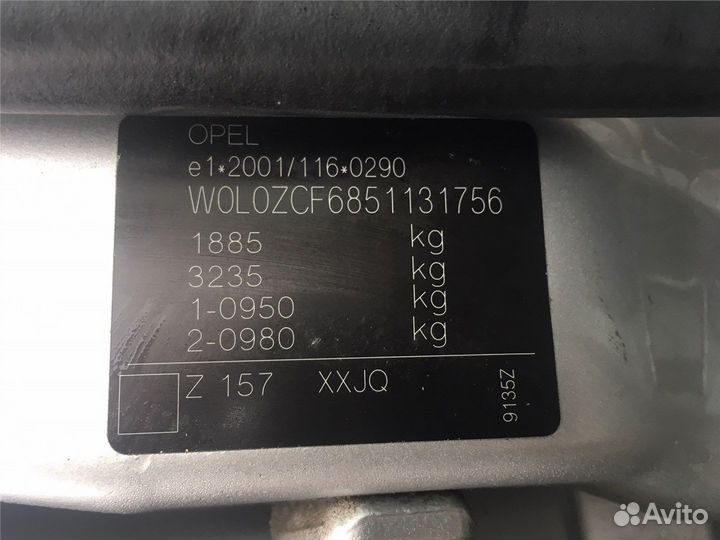 OPEL
e1*2001/116*0290
W0L0ZCF6851131756
1885 kg
3235 kg
1-0950 kg
2-0980 kg
Z 157 XXJQ
9135Z
Avito